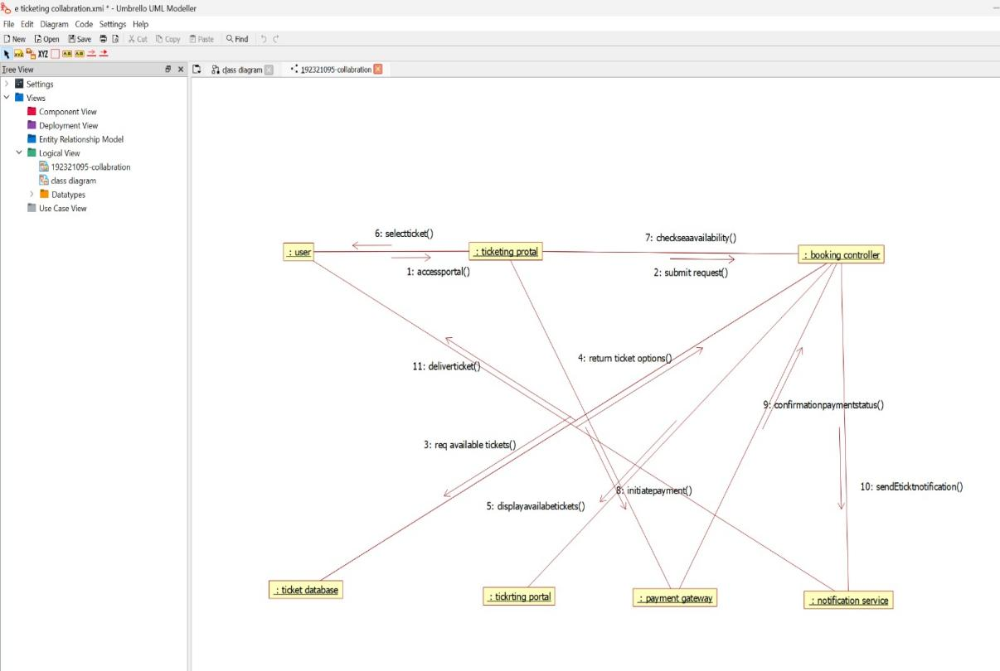 e ticketing collabration.xmi * - Umbrello UML Modeller
File Edit Diagram Code Settings Help
New Open Save Cut Copy Paste Find
XYZ XYZ A B A B
Tree View
class diagram
192321095-collabration
Settings
Views
Component View
Deployment View
Entity Relationship Model
Logical View
192321095-collabration
class diagram
Datatypes
Use Case View
6: selectticket()
7: checkseaavailability()
: user
: ticketing protal
: booking controller
1: accessportal()
2: submit request()
4: return ticket options()
11: deliverticket()
9: confirmationpaymentstatus()
3: req available tickets()
10: sendEticktnotification()
8: initiatepayment()
5: displayavailabetickets()
: ticket database
: tickrting portal
: payment gateway
: notification service